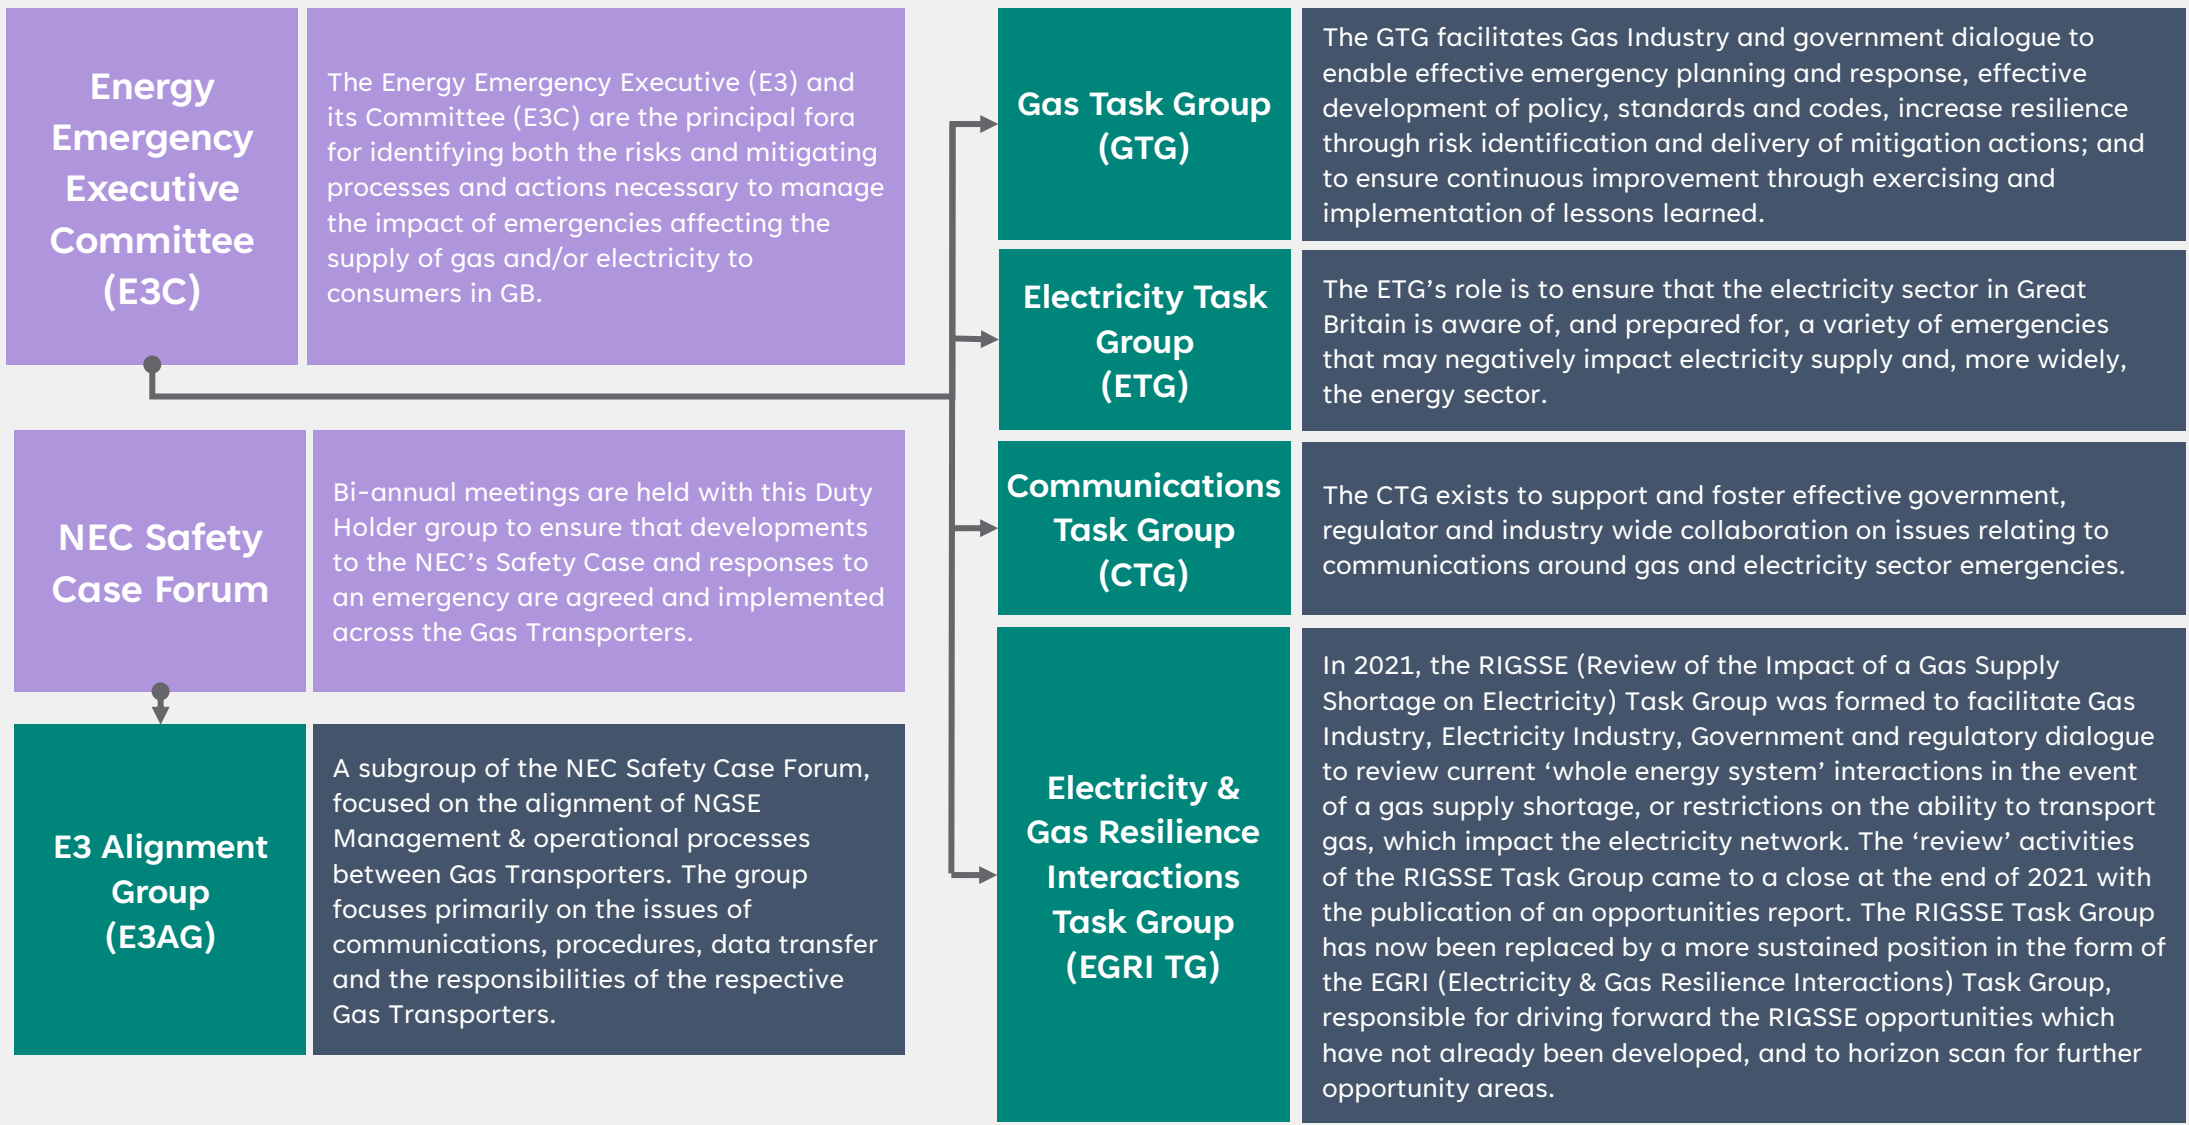 Energy
Emergency
Executive
Committee
(E3C)
The Energy Emergency Executive (E3) and
its Committee (E3C) are the principal fora
for identifying both the risks and mitigating
processes and actions necessary to manage
the impact of emergencies affecting the
supply of gas and/or electricity to
consumers in GB.
NEC Safety
Case Forum
Bi-annual meetings are held with this Duty
Holder group to ensure that developments
to the NEC’s Safety Case and responses to
an emergency are agreed and implemented
across the Gas Transporters.
E3 Alignment
Group
(E3AG)
A subgroup of the NEC Safety Case Forum,
focused on the alignment of NGSE
Management & operational processes
between Gas Transporters. The group
focuses primarily on the issues of
communications, procedures, data transfer
and the responsibilities of the respective
Gas Transporters.
Gas Task Group
(GTG)
The GTG facilitates Gas Industry and government dialogue to
enable effective emergency planning and response, effective
development of policy, standards and codes, increase resilience
through risk identification and delivery of mitigation actions; and
to ensure continuous improvement through exercising and
implementation of lessons learned.
Electricity Task
Group
(ETG)
The ETG’s role is to ensure that the electricity sector in Great
Britain is aware of, and prepared for, a variety of emergencies
that may negatively impact electricity supply and, more widely,
the energy sector.
Communications
Task Group
(CTG)
The CTG exists to support and foster effective government,
regulator and industry wide collaboration on issues relating to
communications around gas and electricity sector emergencies.
Electricity &
Gas Resilience
Interactions
Task Group
(EGRI TG)
In 2021, the RIGSSE (Review of the Impact of a Gas Supply
Shortage on Electricity) Task Group was formed to facilitate Gas
Industry, Electricity Industry, Government and regulatory dialogue
to review current ‘whole energy system’ interactions in the event
of a gas supply shortage, or restrictions on the ability to transport
gas, which impact the electricity network. The ‘review’ activities
of the RIGSSE Task Group came to a close at the end of 2021 with
the publication of an opportunities report. The RIGSSE Task Group
has now been replaced by a more sustained position in the form of
the EGRI (Electricity & Gas Resilience Interactions) Task Group,
responsible for driving forward the RIGSSE opportunities which
have not already been developed, and to horizon scan for further
opportunity areas.